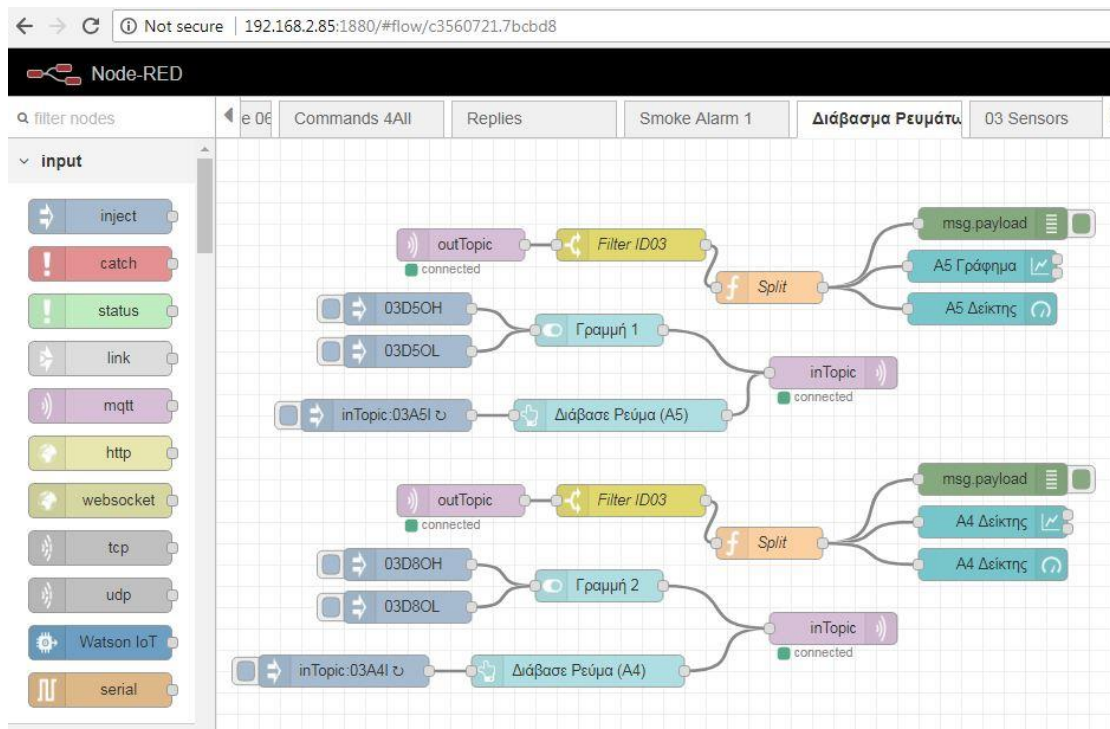 Not secure | 192.168.2.85:1880/#flow/c3560721.7bcbd8
Node-RED
filter nodes
e 06
Commands 4All
Replies
Smoke Alarm 1
Διάβασμα Ρευμάτω
03 Sensors
input
inject
catch
status
link
mqtt
http
websocket
tcp
udp
Watson IoT
serial
outTopic
connected
Filter ID03
Split
msg.payload
A5 Γράφημα
A5 Δείκτης
03D5OH
03D5OL
Γραμμή 1
inTopic
connected
inTopic:03A5I ↻
Διάβασε Ρεύμα (A5)
outTopic
connected
Filter ID03
Split
msg.payload
A4 Δείκτης
A4 Δείκτης
03D8OH
03D8OL
Γραμμή 2
inTopic
connected
inTopic:03A4I ↻
Διάβασε Ρεύμα (A4)